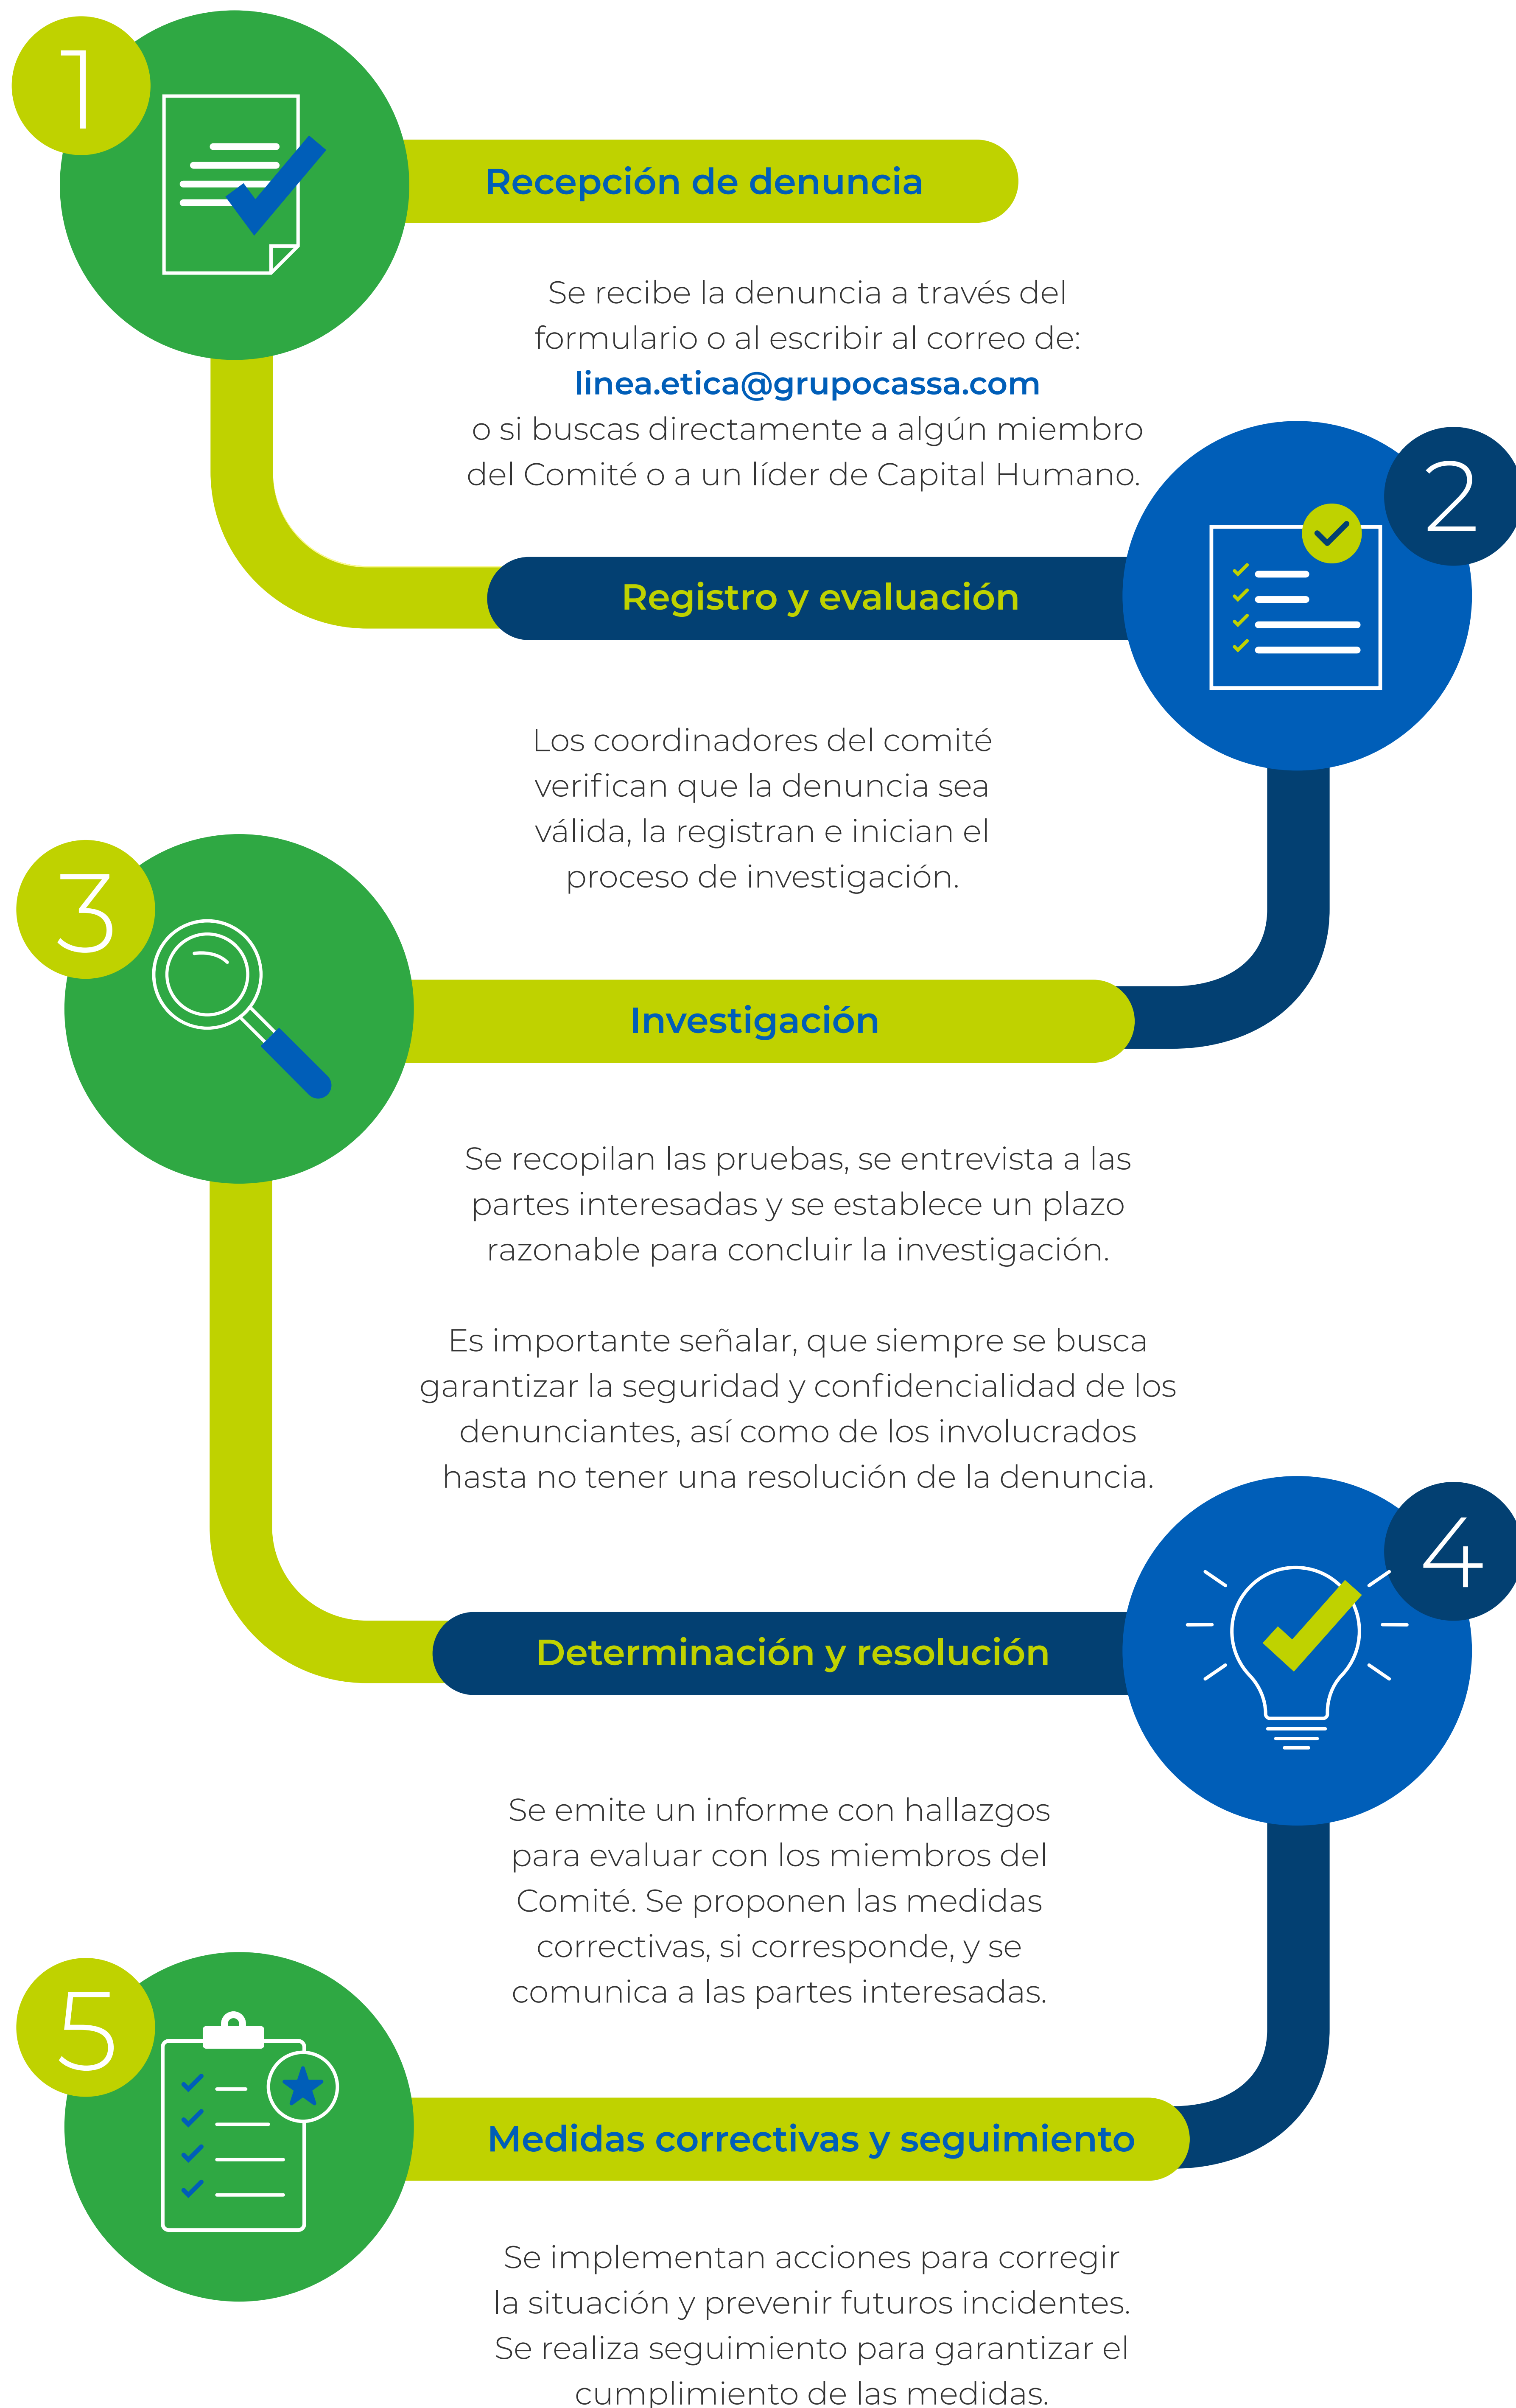 1
Recepción de denuncia
Se recibe la denuncia a través del
formulario o al escribir al correo de:
linea.etica@grupocassa.com
o si buscas directamente a algún miembro
del Comité o a un líder de Capital Humano.
2
Registro y evaluación
Los coordinadores del comité
verifican que la denuncia sea
válida, la registran e inician el
proceso de investigación.
3
Investigación
Se recopilan las pruebas, se entrevista a las
partes interesadas y se establece un plazo
razonable para concluir la investigación.
Es importante señalar, que siempre se busca
garantizar la seguridad y confidencialidad de los
denunciantes, así como de los involucrados
hasta no tener una resolución de la denuncia.
4
Determinación y resolución
Se emite un informe con hallazgos
para evaluar con los miembros del
Comité. Se proponen las medidas
correctivas, si corresponde, y se
comunica a las partes interesadas.
5
Medidas correctivas y seguimiento
Se implementan acciones para corregir
la situación y prevenir futuros incidentes.
Se realiza seguimiento para garantizar el
cumplimiento de las medidas.